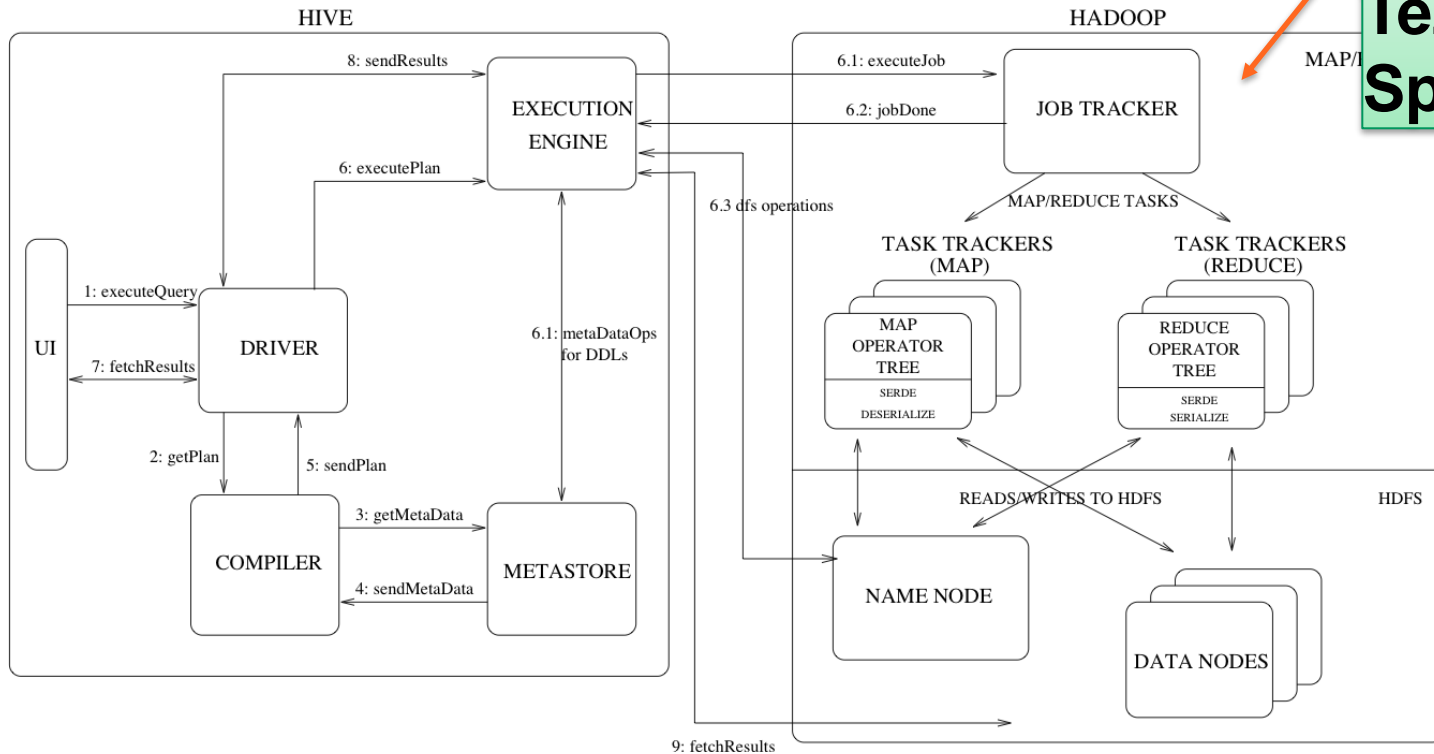 HIVE
HADOOP
8: sendResults
EXECUTION
ENGINE
6: executePlan
UI
1: executeQuery
7: fetchResults
DRIVER
6.1: metaDataOps
for DDLs
2: getPlan
5: sendPlan
COMPILER
3: getMetaData
4: sendMetaData
METASTORE
6.1: executeJob
6.2: jobDone
6.3 dfs operations
JOB TRACKER
MAP/
Sp
MAP/REDUCE TASKS
TASK TRACKERS
(MAP)
TASK TRACKERS
(REDUCE)
MAP
OPERATOR
TREE
SERDE
DESERIALIZE
REDUCE
OPERATOR
TREE
SERDE
SERIALIZE
READS/WRITES TO HDFS
HDFS
NAME NODE
DATA NODES
9: fetchResults